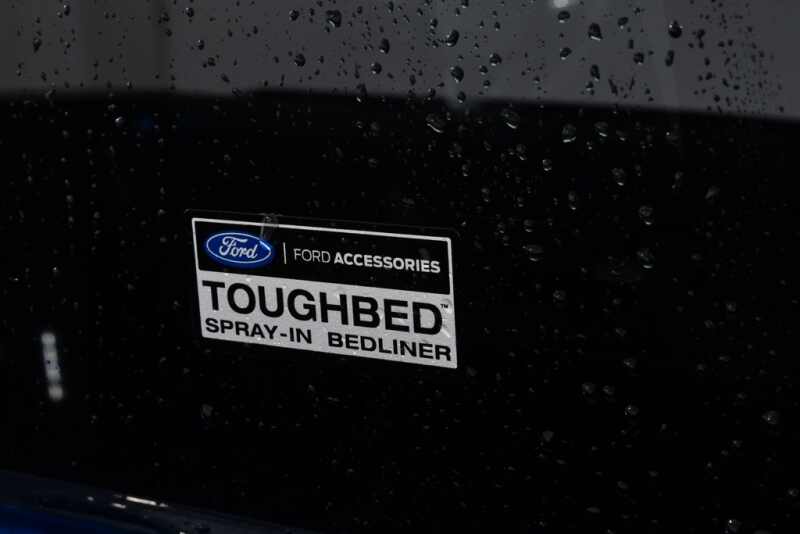 Ford | FORD ACCESSORIES
TOUGHBED™
SPRAY-IN BEDLINER